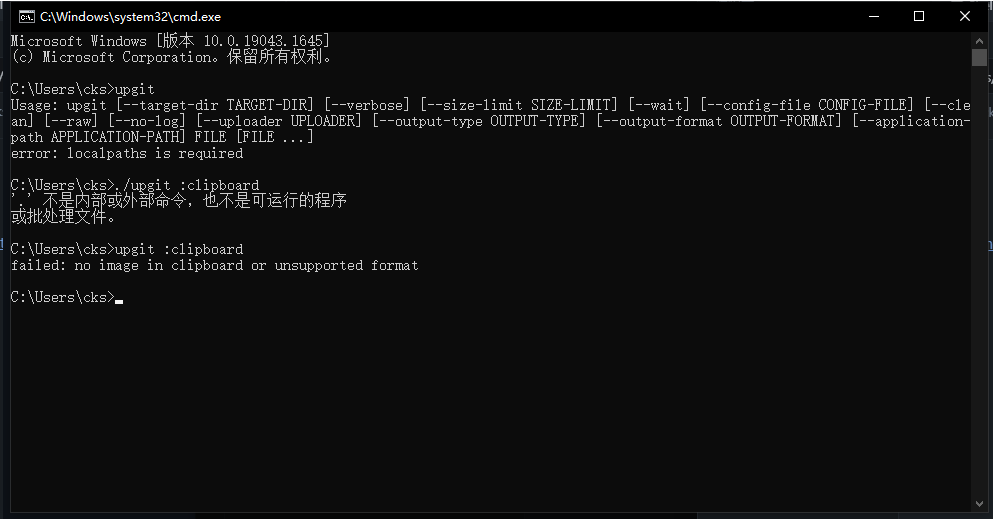 C:\Windows\system32\cmd.exe
Microsoft Windows [版本 10.0.19043.1645]
(c) Microsoft Corporation。保留所有权利。
C:\Users\cks>upgit
Usage: upgit [--target-dir TARGET-DIR] [--verbose] [--size-limit SIZE-LIMIT] [--wait] [--config-file CONFIG-FILE] [--cle
an] [--raw] [--no-log] [--uploader UPLOADER] [--output-type OUTPUT-TYPE] [--output-format OUTPUT-FORMAT] [--application-
path APPLICATION-PATH] FILE [FILE ...]
error: localpaths is required
C:\Users\cks>./upgit :clipboard
'.' 不是内部或外部命令，也不是可运行的程序
或批处理文件。
C:\Users\cks>upgit :clipboard
failed: no image in clipboard or unsupported format
C:\Users\cks>